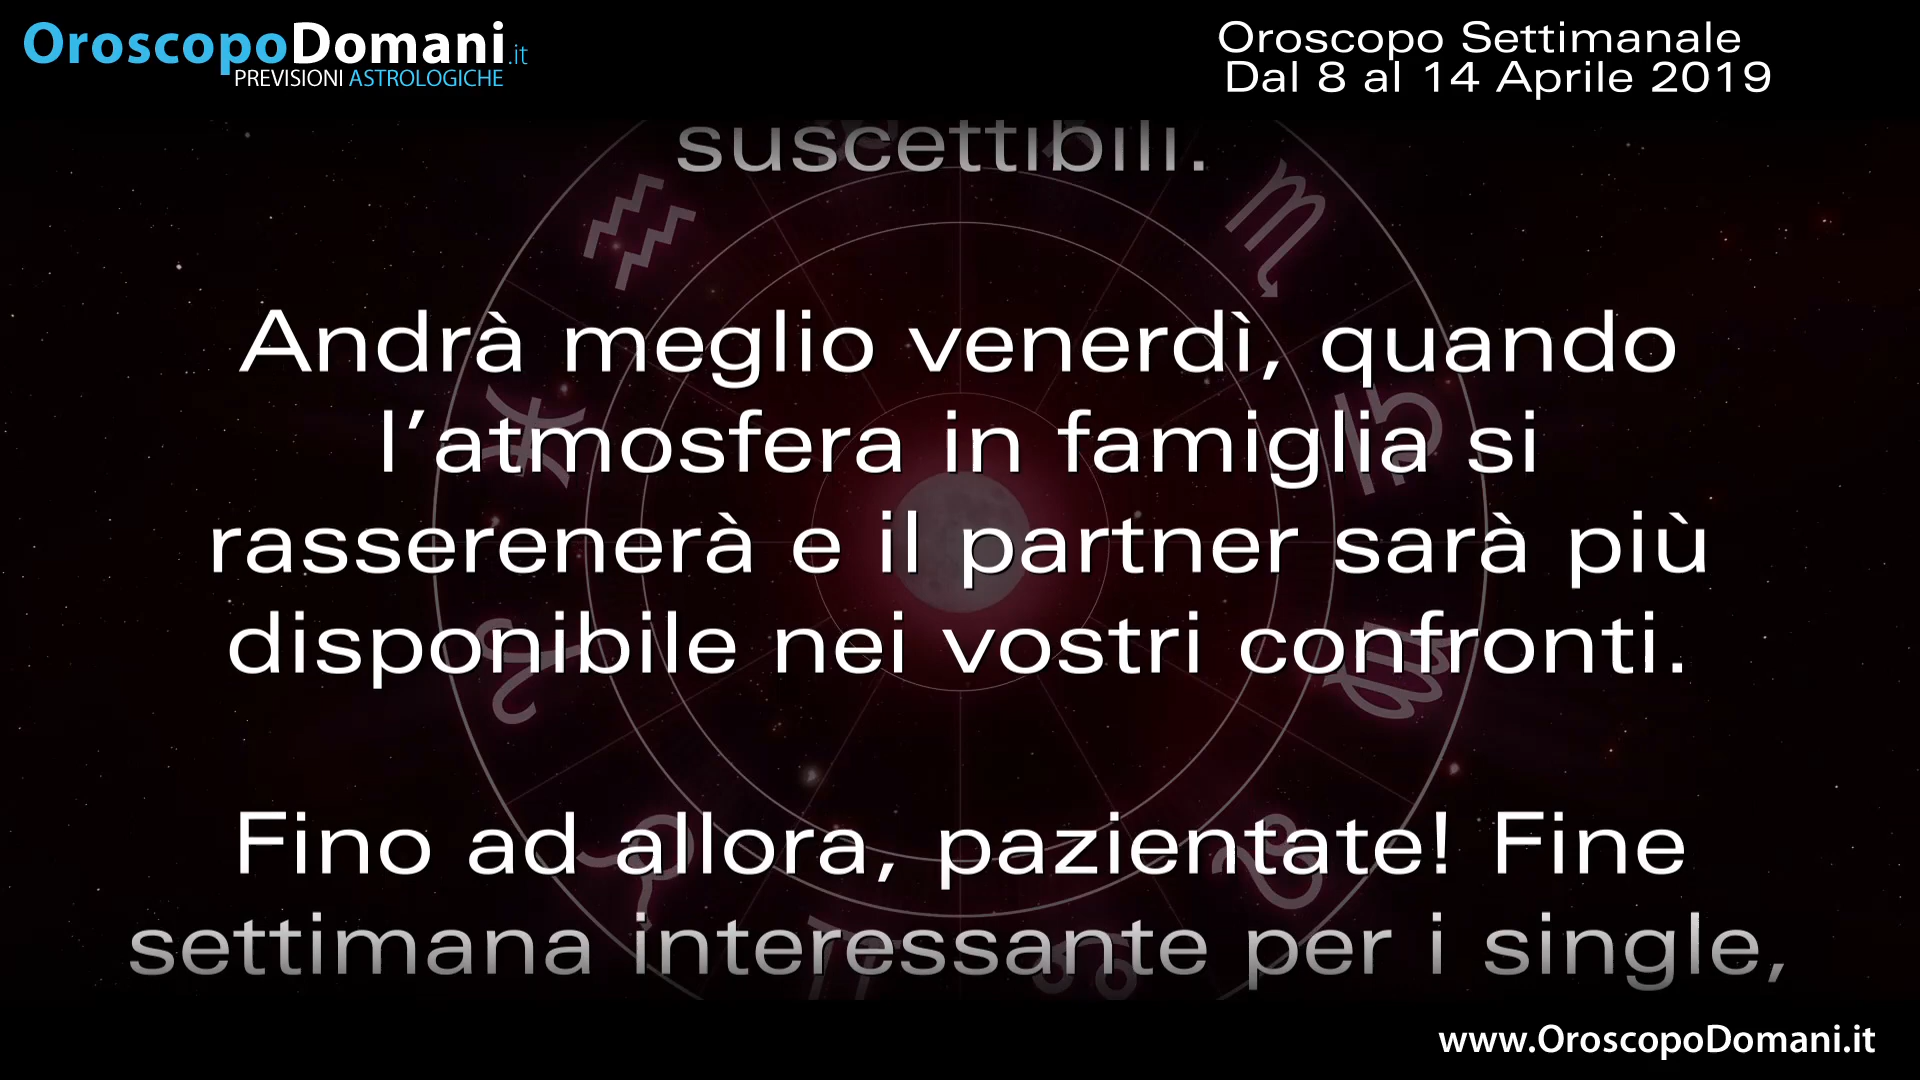 OroscopoDomani.it
PREVISIONI ASTROLOGICHE
Oroscopo Settimanale
Dal 8 al 14 Aprile 2019
suscettibili.
Andrà meglio venerdì, quando
l’atmosfera in famiglia si
rasserenerà e il partner sarà più
disponibile nei vostri confronti.
Fino ad allora, pazientate! Fine
settimana interessante per i single,
www.OroscopoDomani.it